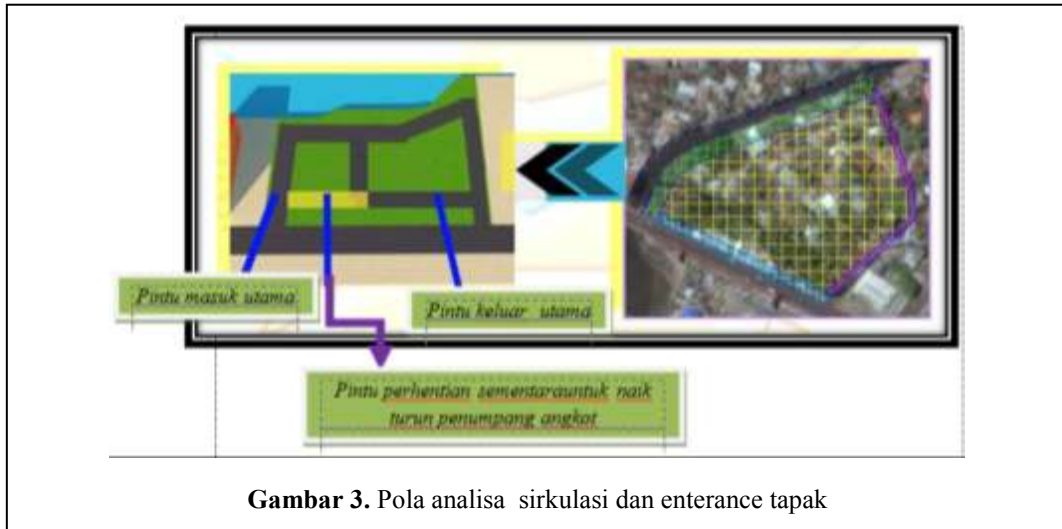 Pintu masuk utama
Pintu keluar utama
Pintu perhentian sementarauntuk naik
turun penumpang angkot
Gambar 3. Pola analisa sirkulasi dan enterance tapak